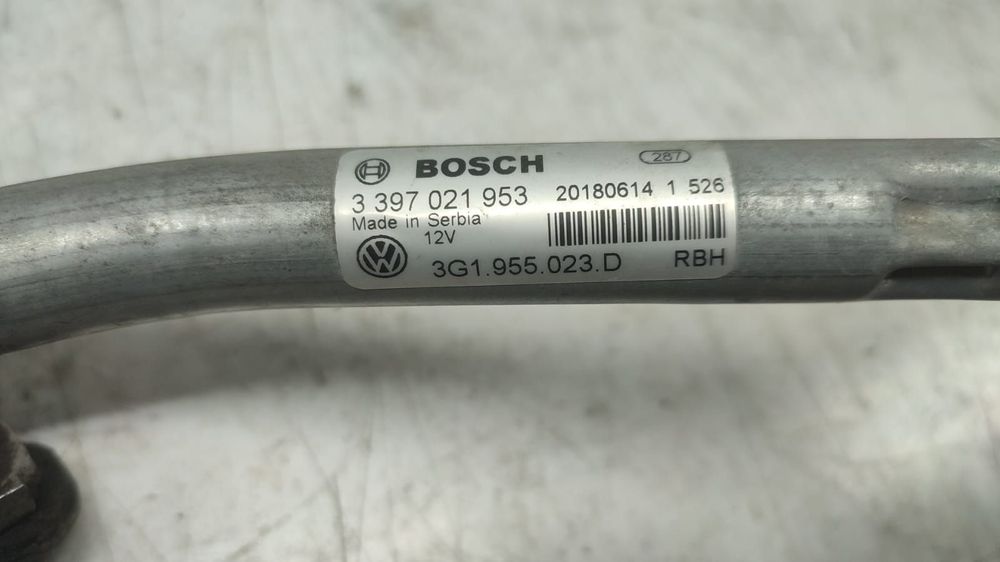 BOSCH 287
3 397 021 953 20180614 1 526
Made in Serbia
12V
3G1.955.023.D RBH